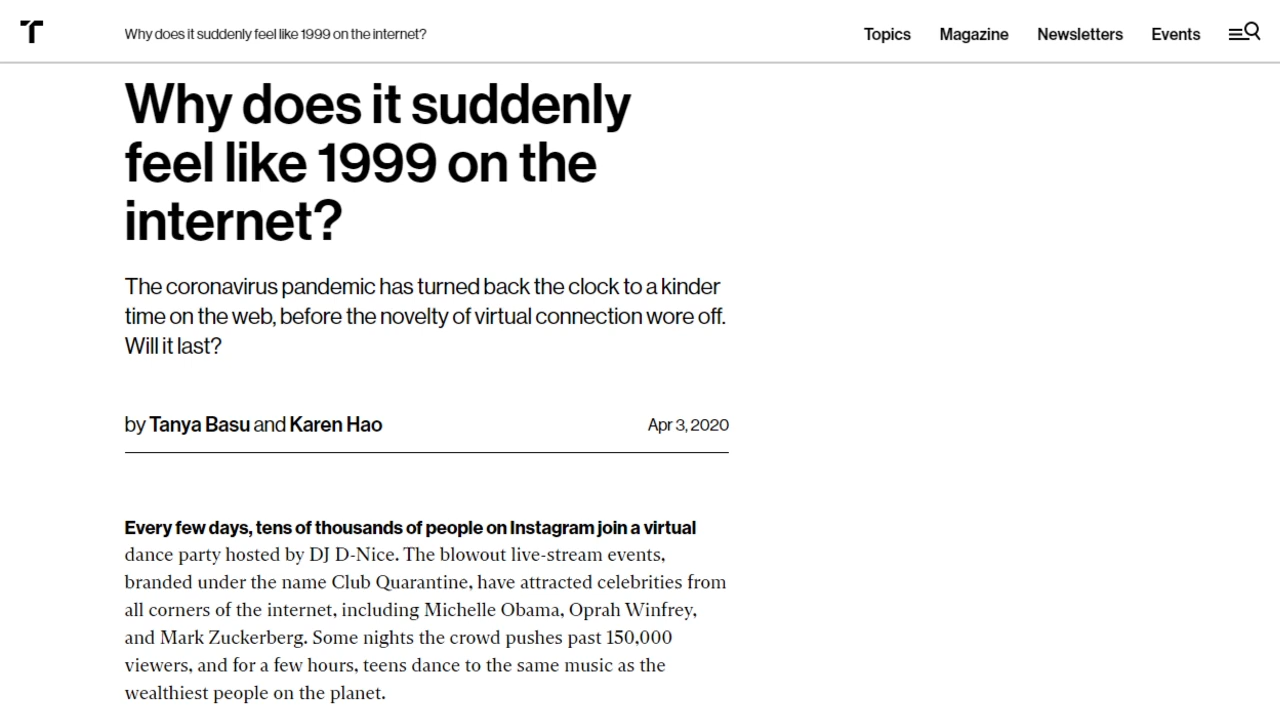 Why does it suddenly feel like 1999 on the internet?
Topics
Magazine
Newsletters
Events
Why does it suddenly
feel like 1999 on the
internet?
The coronavirus pandemic has turned back the clock to a kinder
time on the web, before the novelty of virtual connection wore off.
Will it last?
by Tanya Basu and Karen Hao
Apr 3, 2020
Every few days, tens of thousands of people on Instagram join a virtual
dance party hosted by DJ D-Nice. The blowout live-stream events,
branded under the name Club Quarantine, have attracted celebrities from
all corners of the internet, including Michelle Obama, Oprah Winfrey,
and Mark Zuckerberg. Some nights the crowd pushes past 150,000
viewers, and for a few hours, teens dance to the same music as the
wealthiest people on the planet.